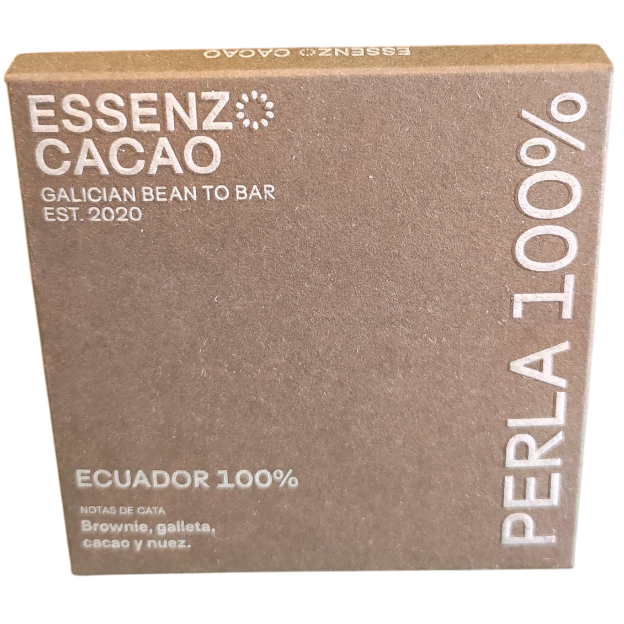 ESSENZO CACAO
ESSENZO
CACAO
GALICIAN BEAN TO BAR
EST. 2020
PERLA 100%
ECUADOR 100%
NOTAS DE CATA
Brownie, galleta,
cacao y nuez.